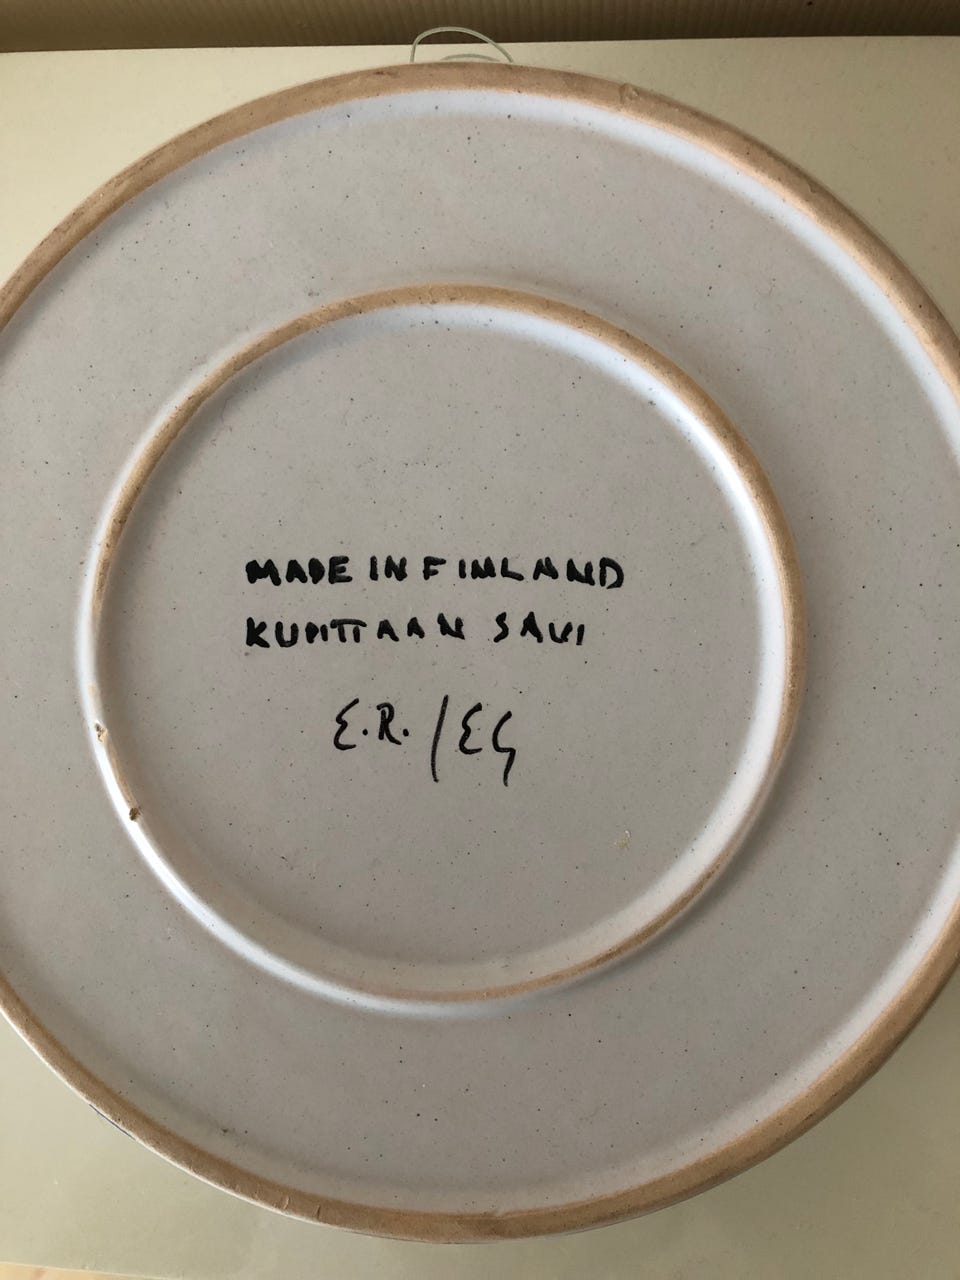 MADE IN FINLAND
KUPITTAAN SAVI
E.R. / EG